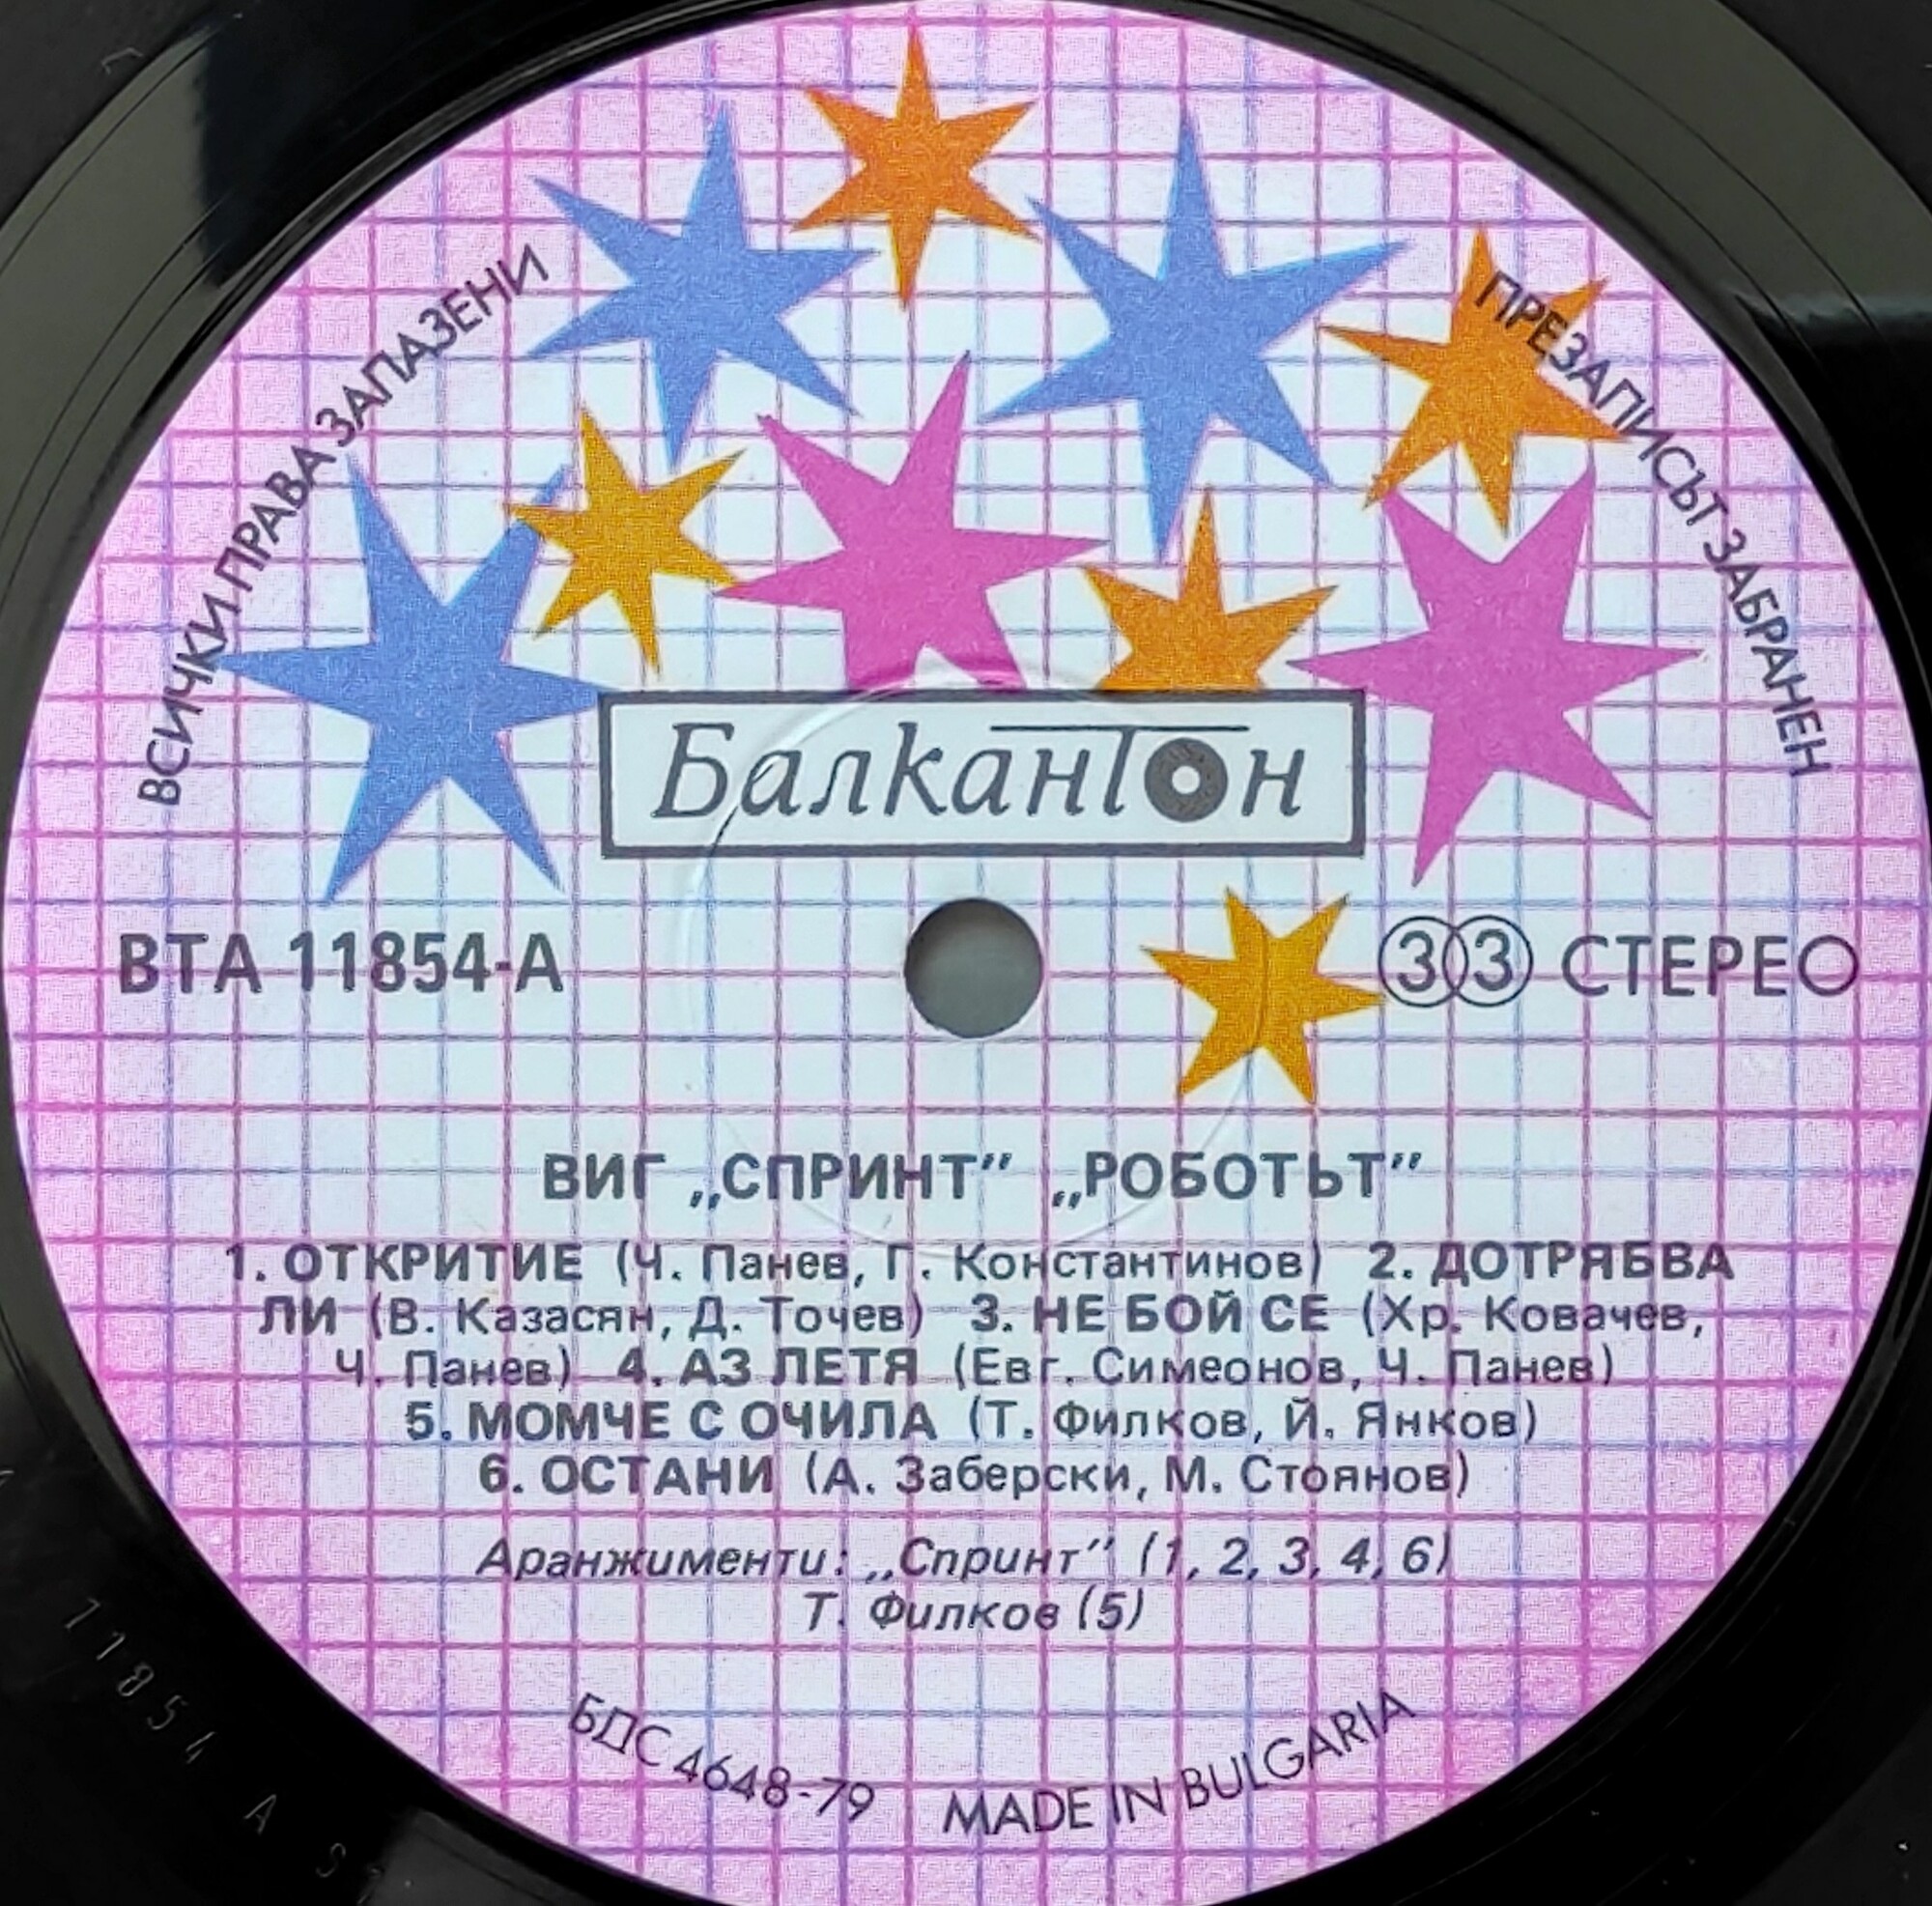 ВСИЧКИ ПРАВА ЗАПАЗЕНИ
ПРЕЗАПИСЪТ ЗАБРАНЕН
Балкантон
ВТА 11854-А
33 СТЕРЕО
ВИГ „СПРИНТ” „РОБОТЪТ”
1. ОТКРИТИЕ (Ч. Панев, Г. Константинов) 2. ДОТРЯБВА
ЛИ (В. Казасян, Д. Точев) 3. НЕ БОЙ СЕ (Хр. Ковачев,
Ч. Панев) 4. АЗ ЛЕТЯ (Евг. Симеонов, Ч. Панев)
5. МОМЧЕ С ОЧИЛА (Т. Филков, Й. Янков)
6. ОСТАНИ (А. Заберски, М. Стоянов)
Аранжименти: „Спринт” (1, 2, 3, 4, 6)
Т. Филков (5)
БДС 4648-79 MADE IN BULGARIA
11854 A